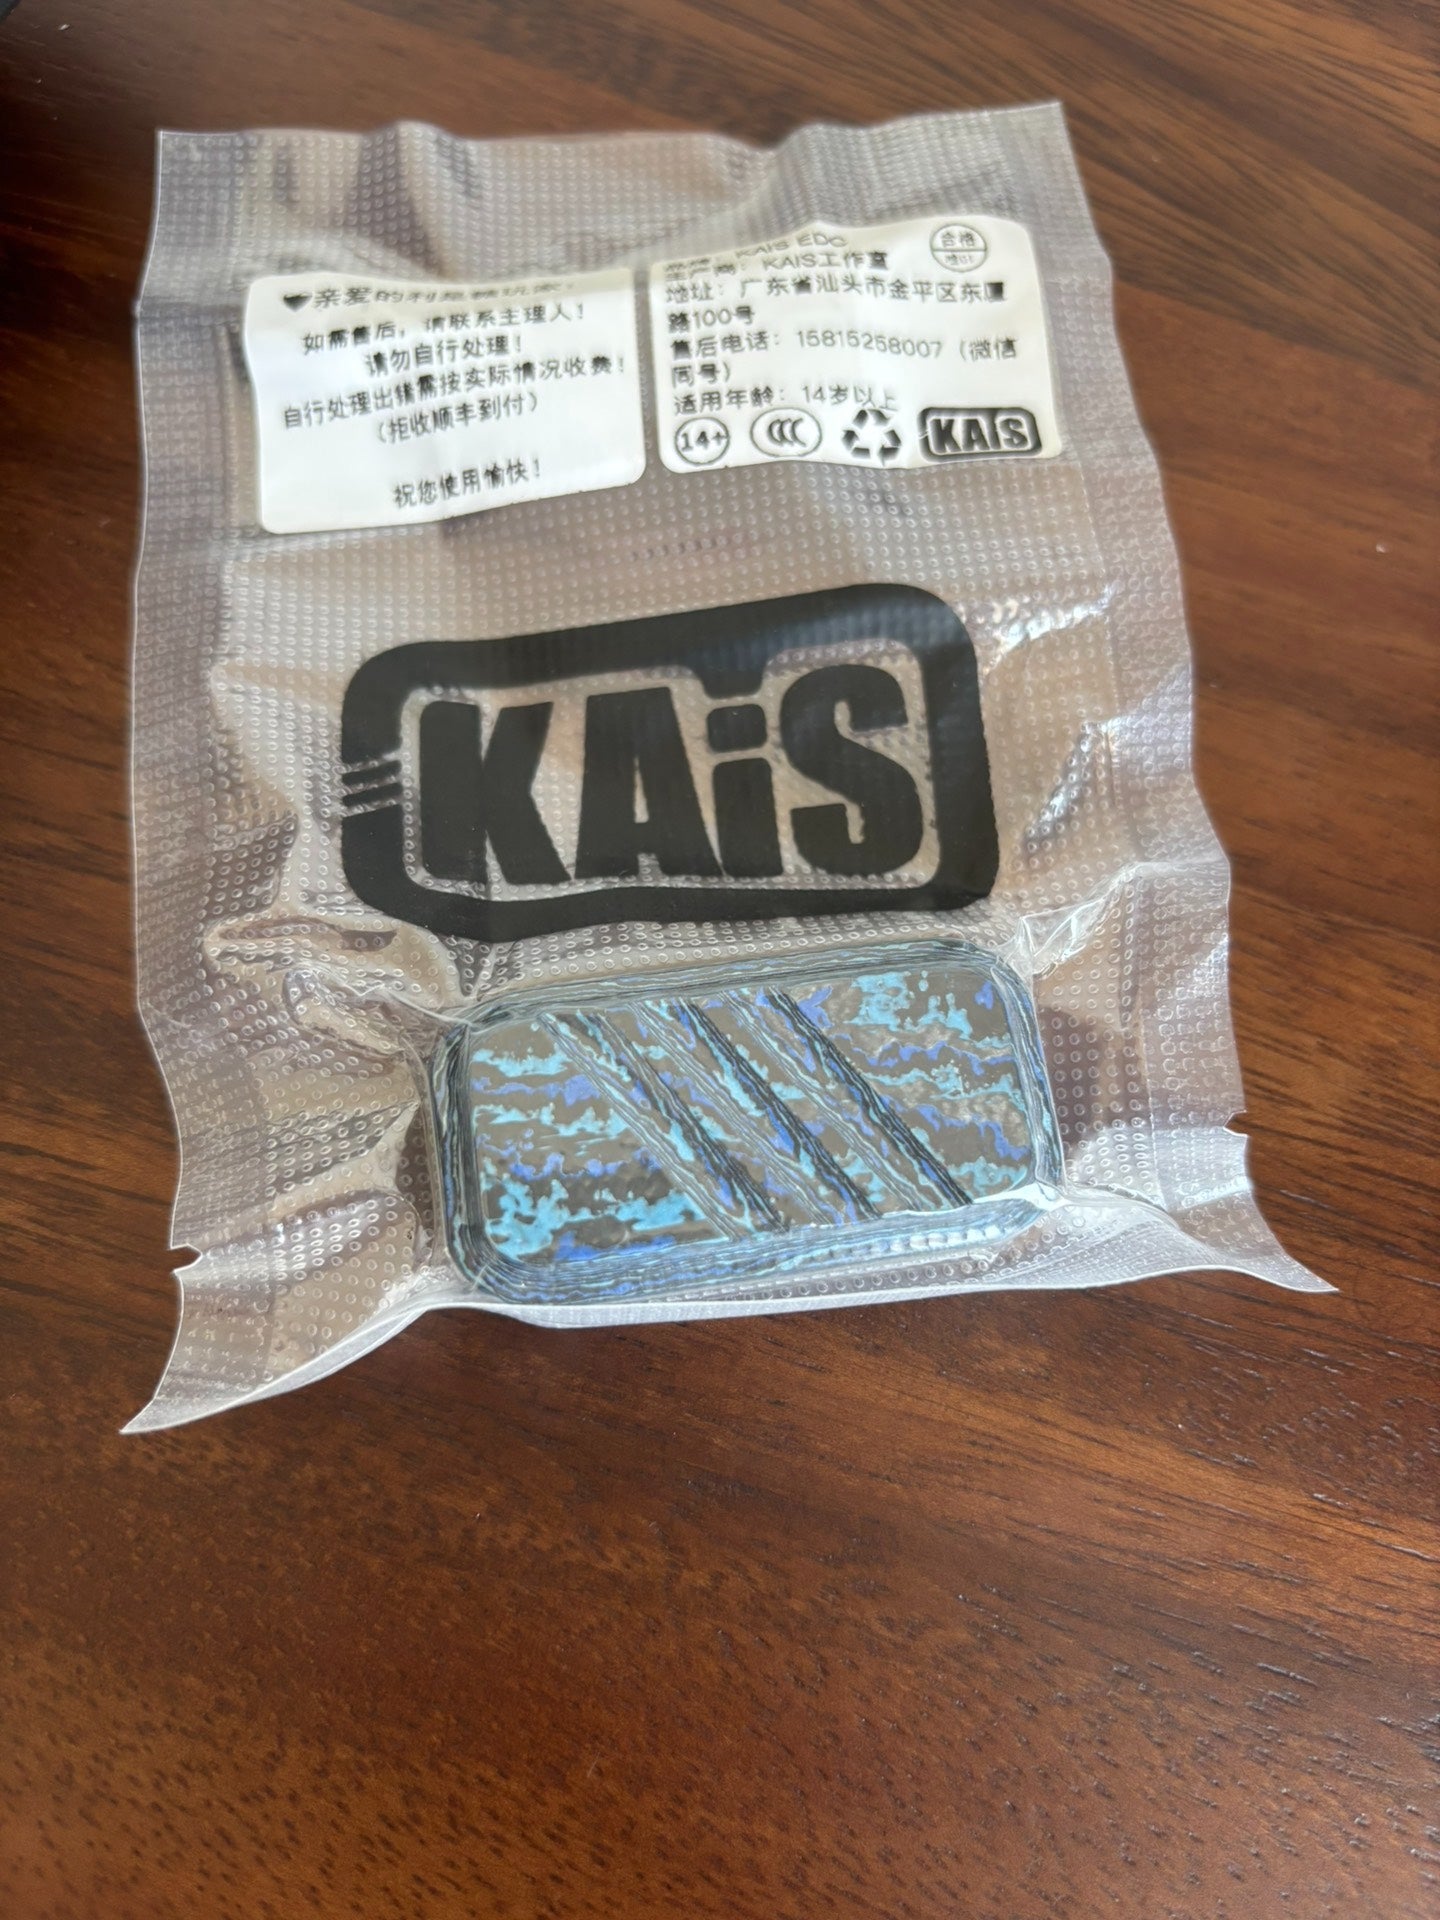 亲爱的
如需售后，请联系主理人！
请勿自行处理！
自行处理出错需按实际情况收费！
（拒收顺丰到付）
祝您使用愉快！
KAIS EDC
合格
商：KAIS工作室
地址：广东省汕头市金平区东厦
路100号
售后电话：15815258007（微信
同号）
适用年龄：14岁以上
14+
CCC
KAiS
KAiS